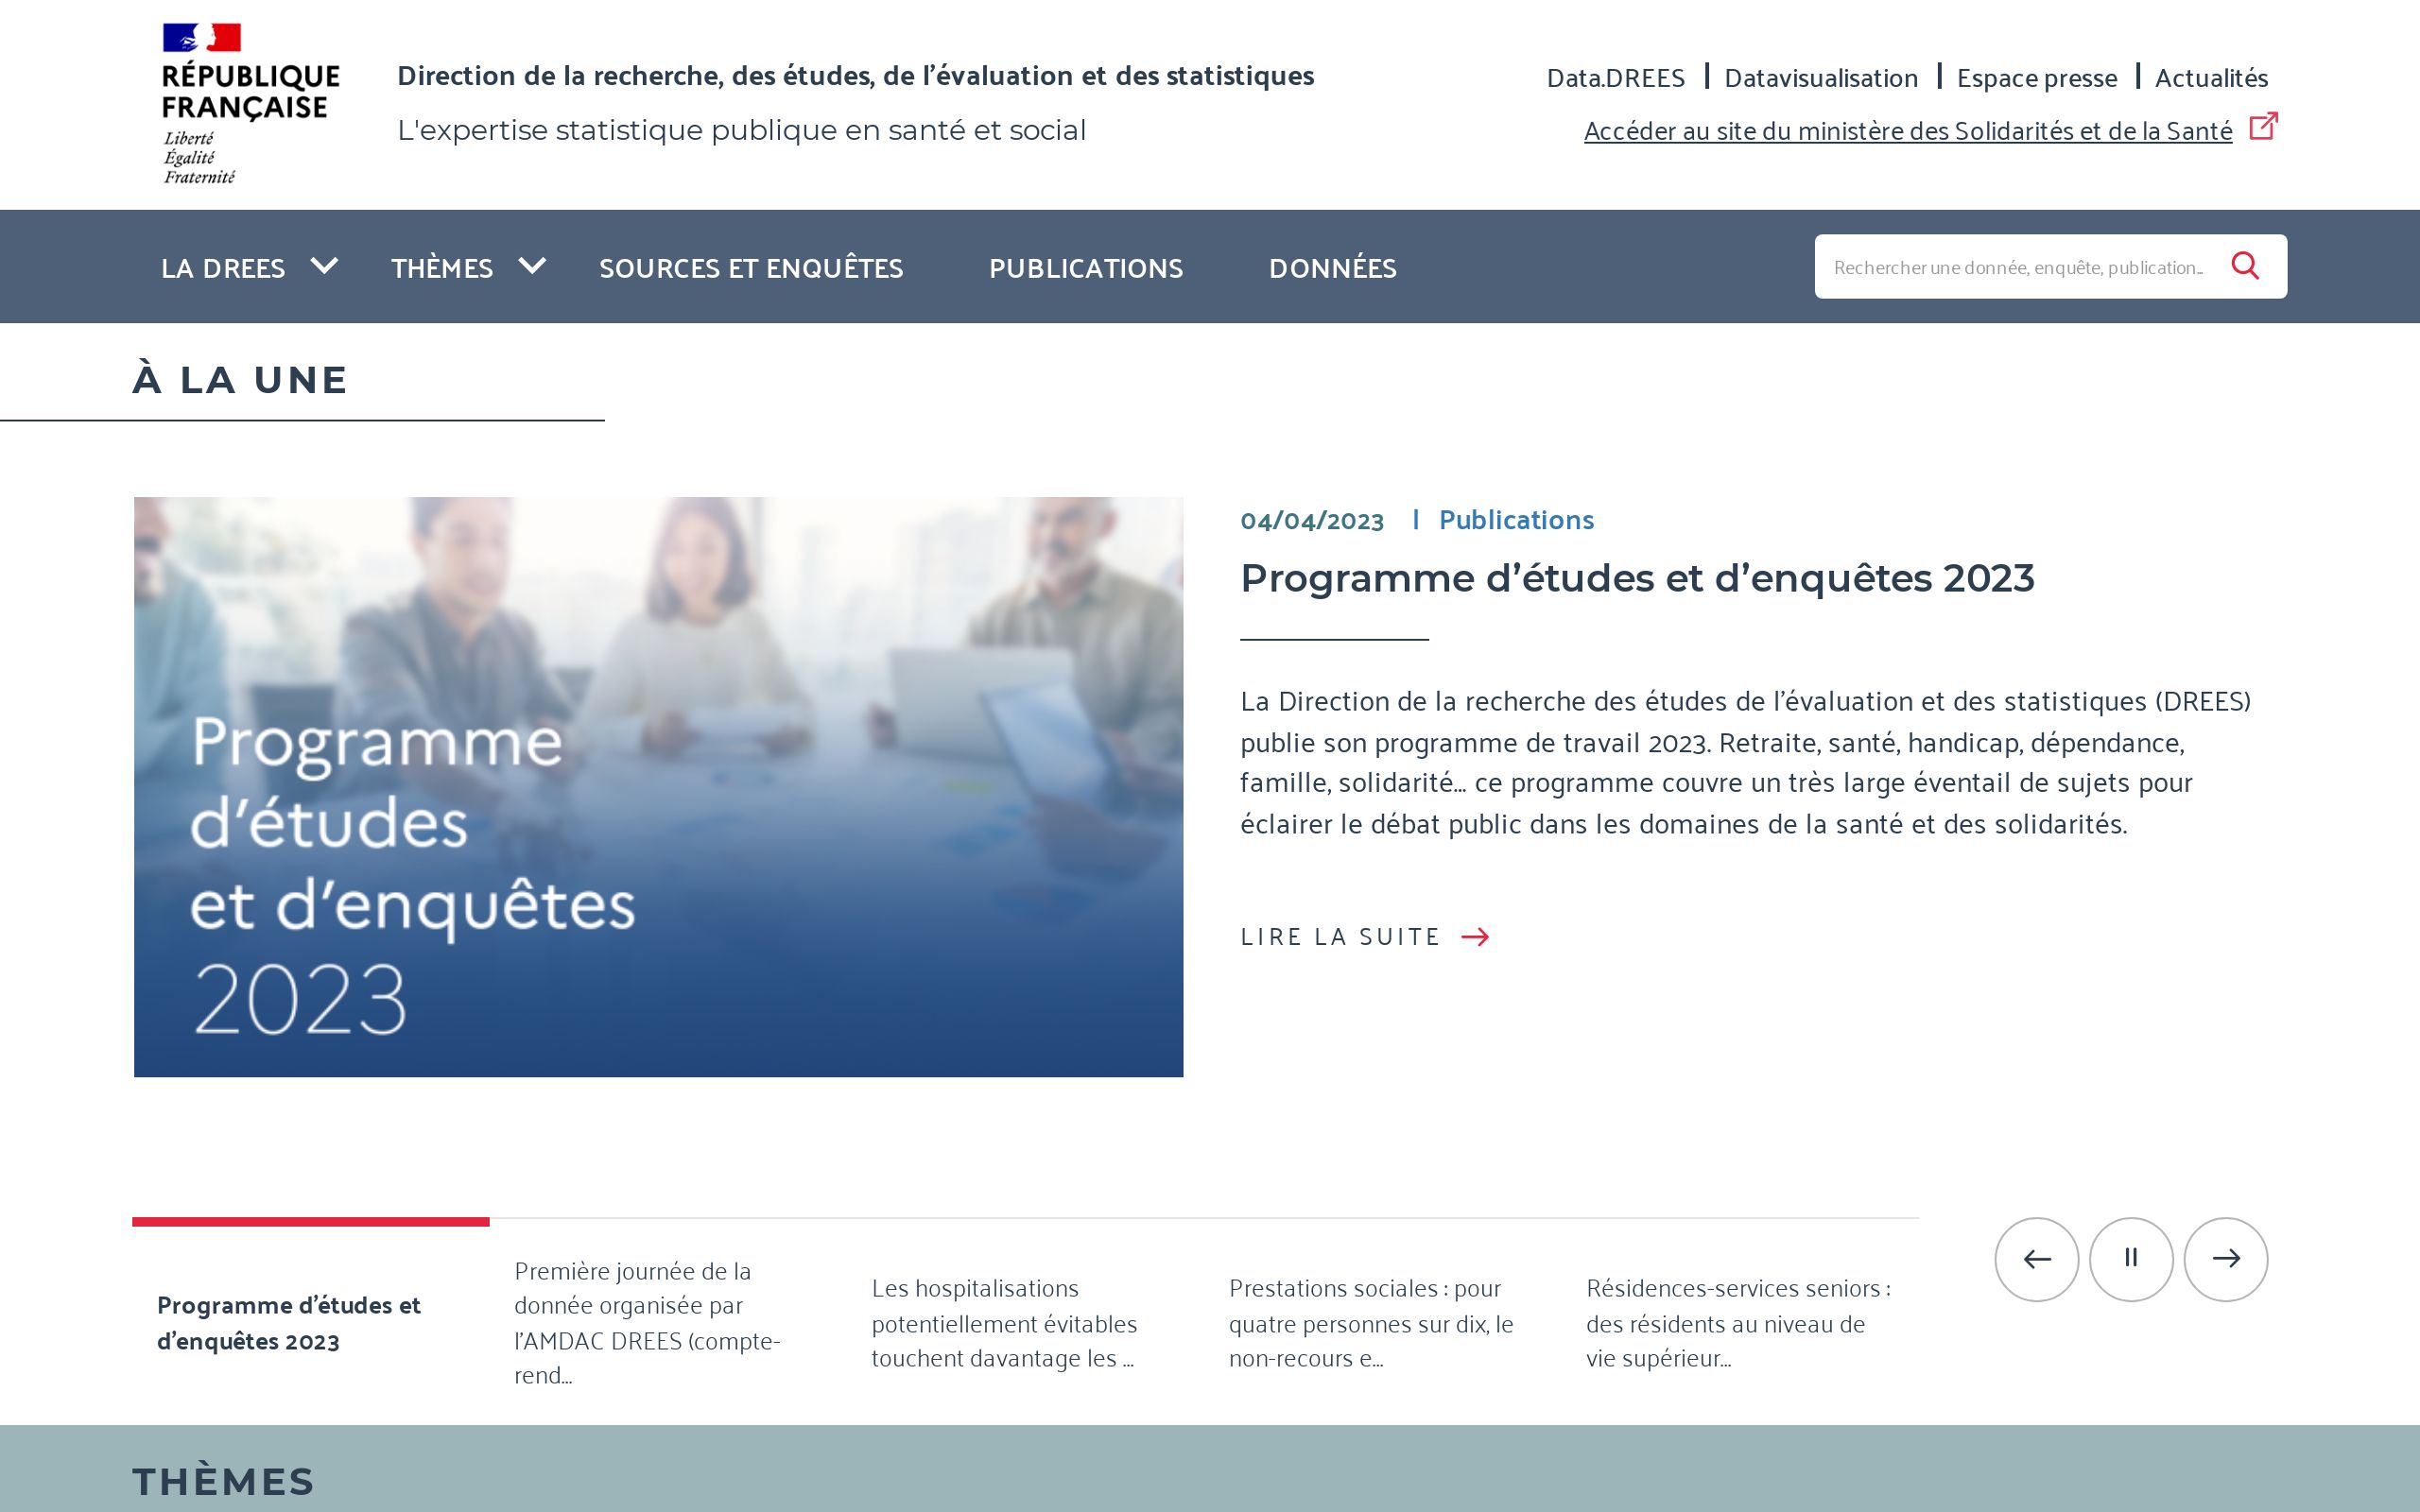 RÉPUBLIQUE
FRANÇAISE
Liberté
Égalité
Fraternité
Direction de la recherche, des études, de l’évaluation et des statistiques
L'expertise statistique publique en santé et social
Data.DREES
Datavisualisation
Espace presse
Actualités
Accéder au site du ministère des Solidarités et de la Santé
LA DREES
THÈMES
SOURCES ET ENQUÊTES
PUBLICATIONS
DONNÉES
Rechercher une donnée, enquête, publication...
À LA UNE
Programme
d’études
et d’enquêtes
2023
04/04/2023 | Publications
Programme d’études et d’enquêtes 2023
La Direction de la recherche des études de l’évaluation et des statistiques (DREES)
publie son programme de travail 2023. Retraite, santé, handicap, dépendance,
famille, solidarité… ce programme couvre un très large éventail de sujets pour
éclairer le débat public dans les domaines de la santé et des solidarités.
LIRE LA SUITE
Programme d’études et
d’enquêtes 2023
Première journée de la
donnée organisée par
l’AMDAC DREES (compte-
rend...
Les hospitalisations
potentiellement évitables
touchent davantage les ...
Prestations sociales : pour
quatre personnes sur dix, le
non-recours e...
Résidences-services seniors :
des résidents au niveau de
vie supérieur...
THÈMES